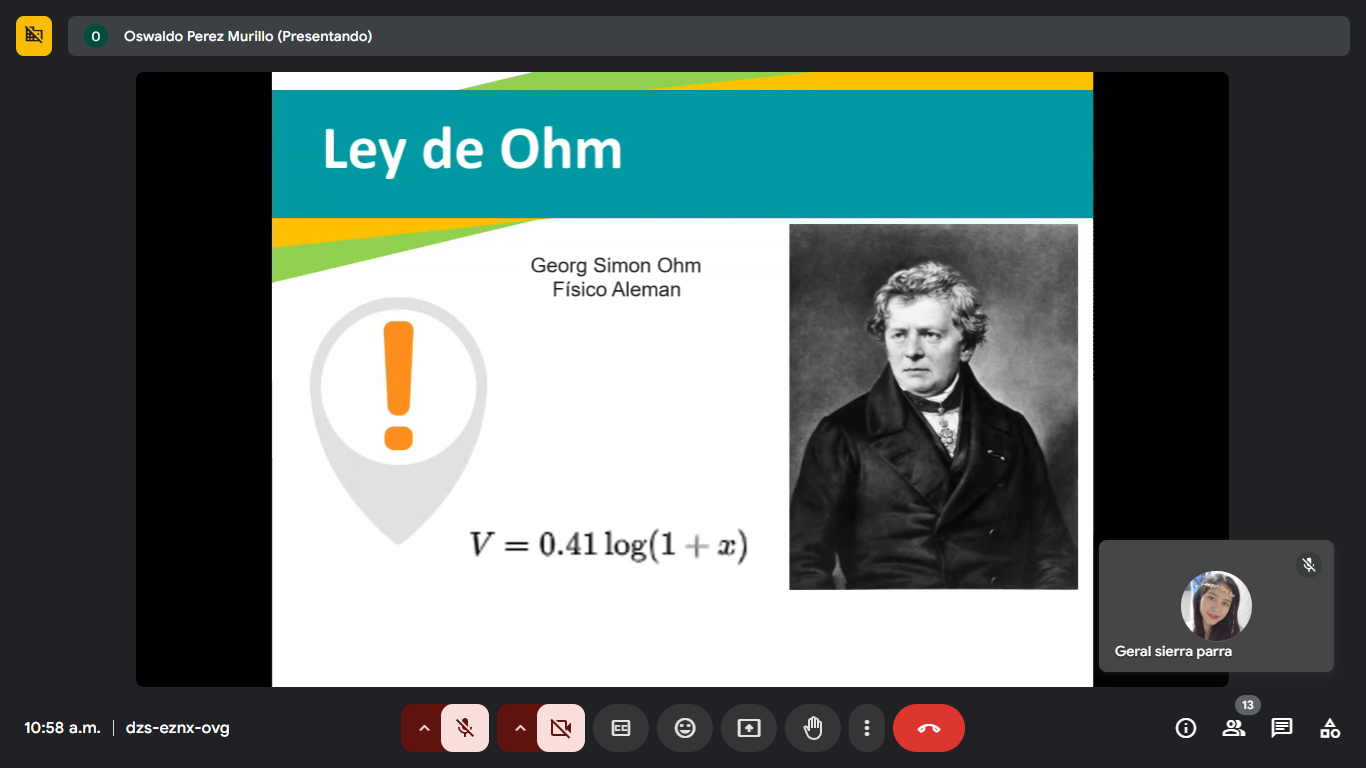 O Oswaldo Perez Murillo (Presentando)
Ley de Ohm
Georg Simon Ohm
Físico Aleman
V = 0.41 log(1 + x)
Geral sierra parra
10:58 a.m. | dzs-eznx-ovg
CC
13